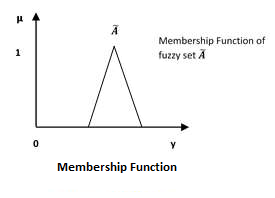 μ
Ã
Membership Function of
fuzzy set Ã
1
0
y
Membership Function